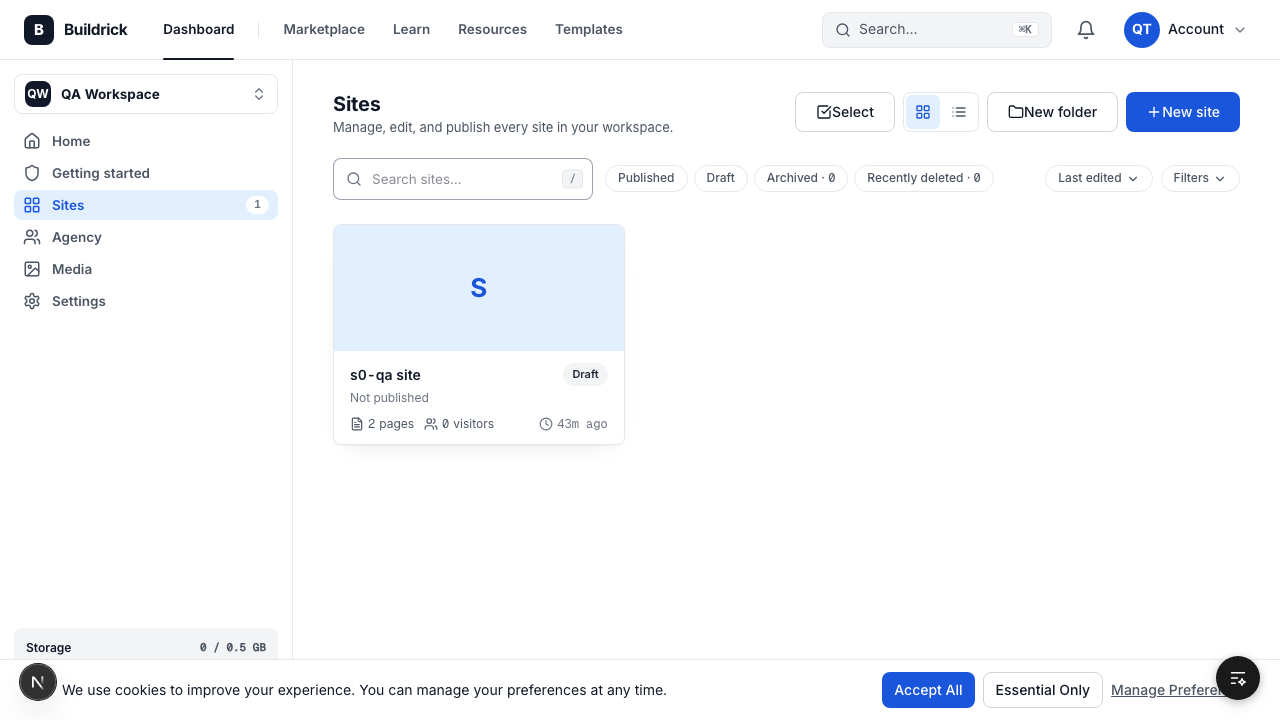 B Buildrick Dashboard Marketplace Learn Resources Templates Search... ⌘K QT Account
QW QA Workspace
Home
Getting started
Sites 1
Agency
Media
Settings
Storage 0 / 0.5 GB
Sites
Manage, edit, and publish every site in your workspace.
Select New folder New site
Search sites... / Published Draft Archived · 0 Recently deleted · 0 Last edited Filters
S
s0-qa site Draft
Not published
2 pages 0 visitors 43m ago
N We use cookies to improve your experience. You can manage your preferences at any time. Accept All Essential Only Manage